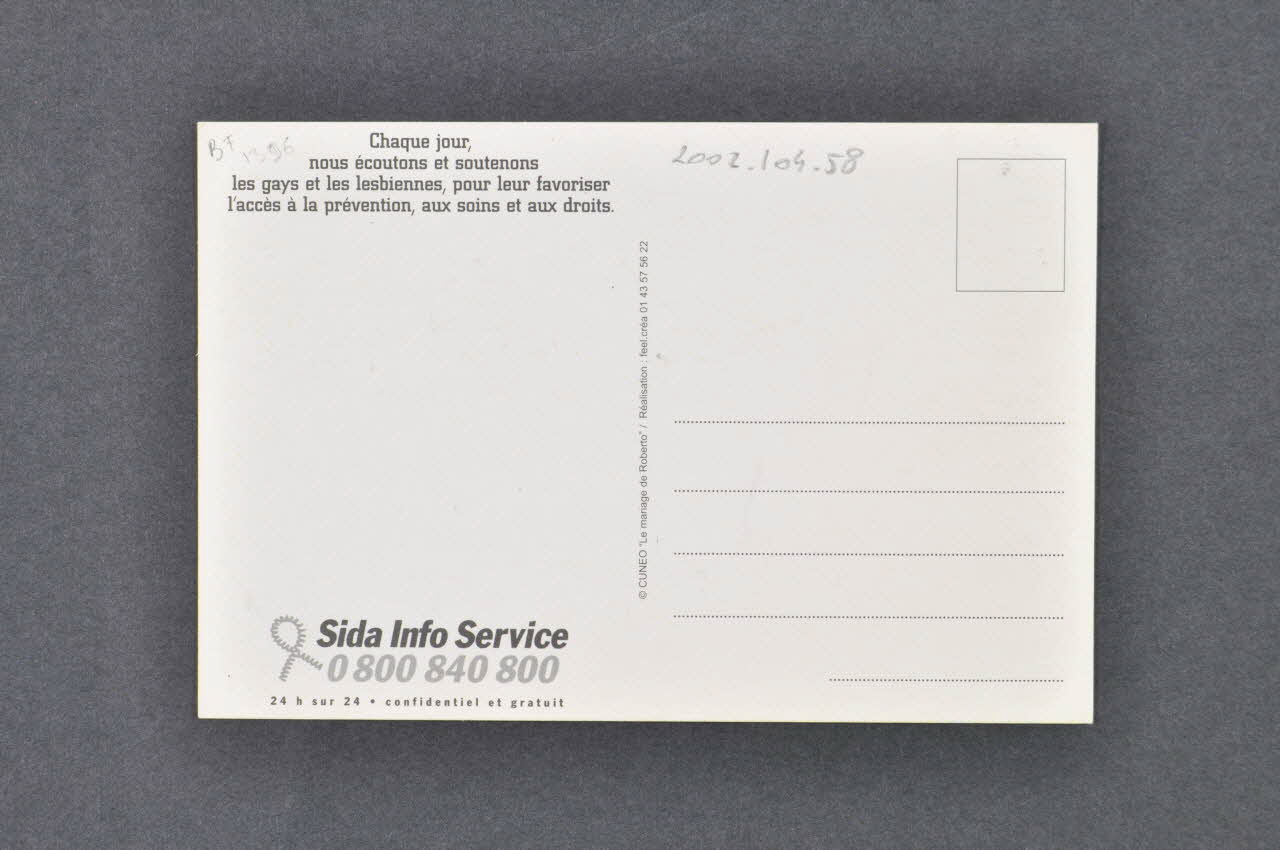 BF 1396
Chaque jour,
nous écoutons et soutenons
les gays et les lesbiennes, pour leur favoriser
l'accès à la prévention, aux soins et aux droits.
2002.104.58
© CUNEO "Le mariage de Roberto" / Réalisation : feel.créa 01 43 57 56 22
Sida Info Service
0 800 840 800
24 h sur 24 • confidentiel et gratuit